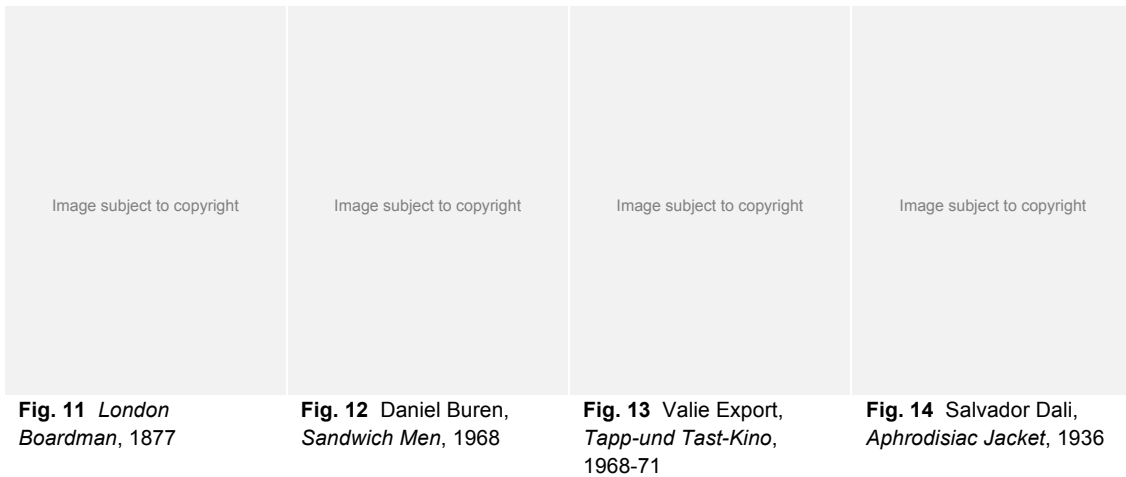 Image subject to copyright
Image subject to copyright
Image subject to copyright
Image subject to copyright
Fig. 11 London
Boardman, 1877
Fig. 12 Daniel Buren,
Sandwich Men, 1968
Fig. 13 Valie Export,
Tapp-und Tast-Kino,
1968-71
Fig. 14 Salvador Dali,
Aphrodisiac Jacket, 1936